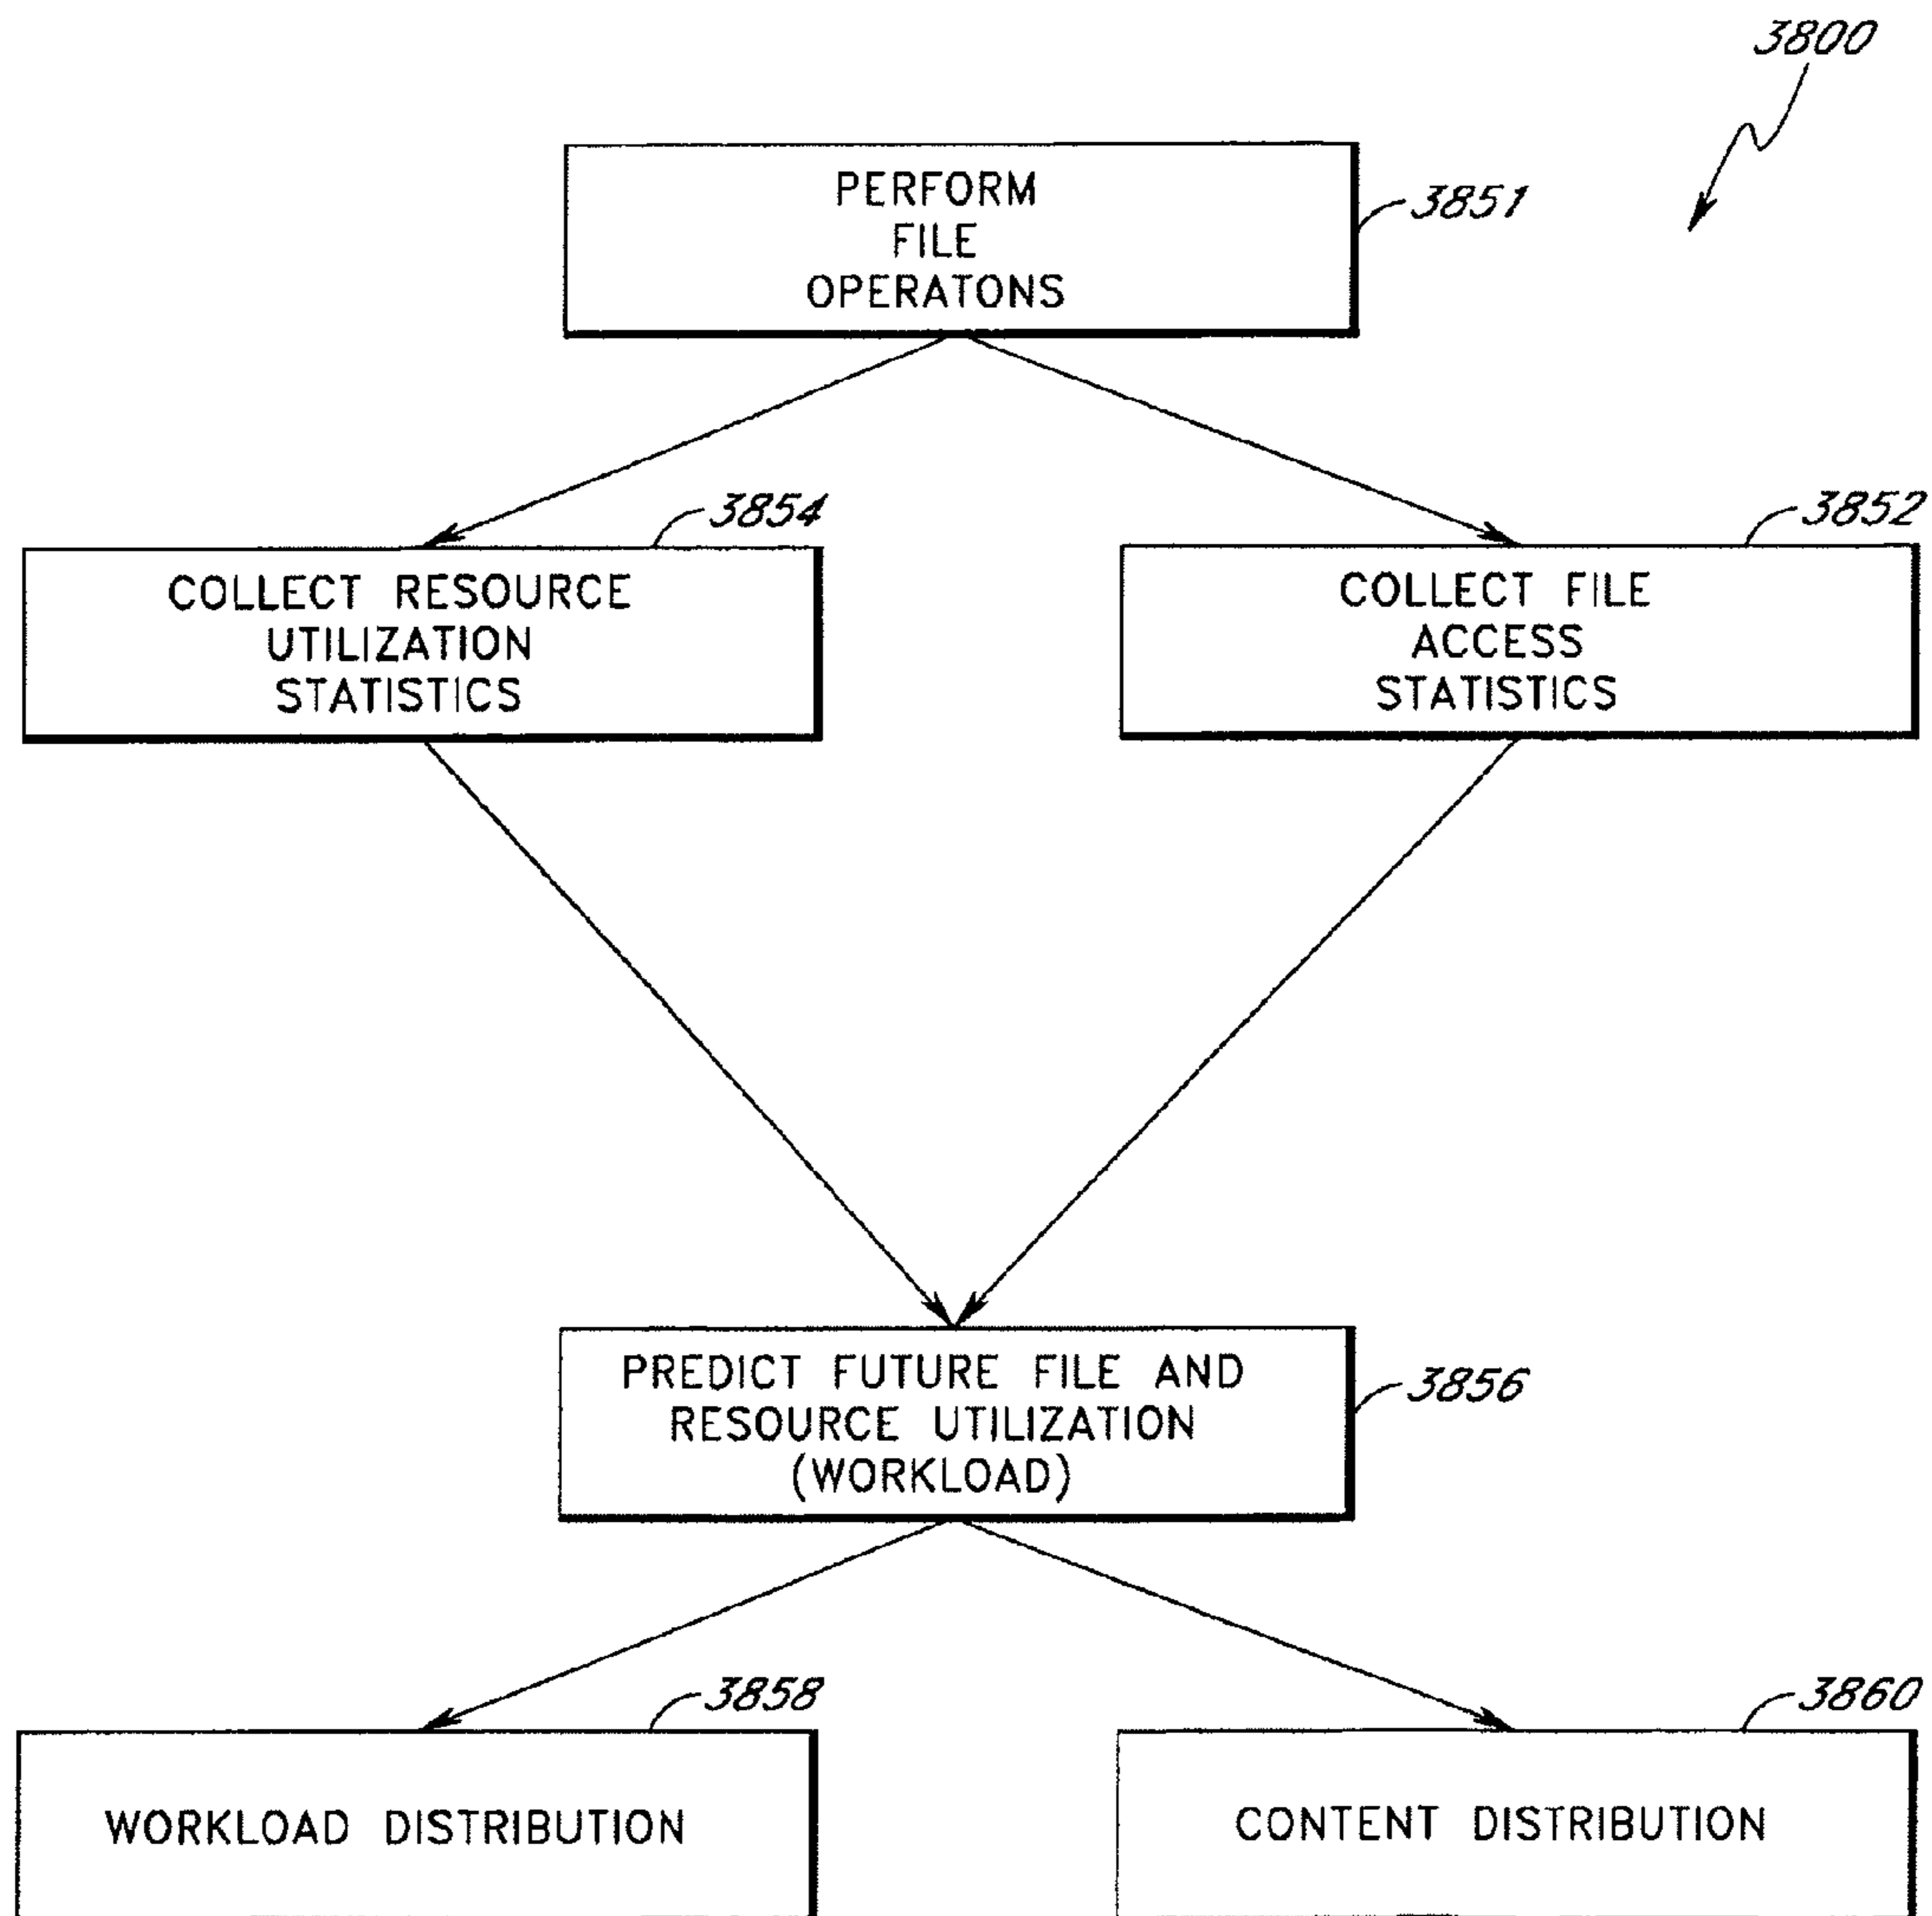 3800
PERFORM
FILE
OPERATONS
3851
3854
COLLECT RESOURCE
UTILIZATION
STATISTICS
3852
COLLECT FILE
ACCESS
STATISTICS
PREDICT FUTURE FILE AND
RESOURCE UTILIZATION
(WORKLOAD)
3856
3858
WORKLOAD DISTRIBUTION
3860
CONTENT DISTRIBUTION